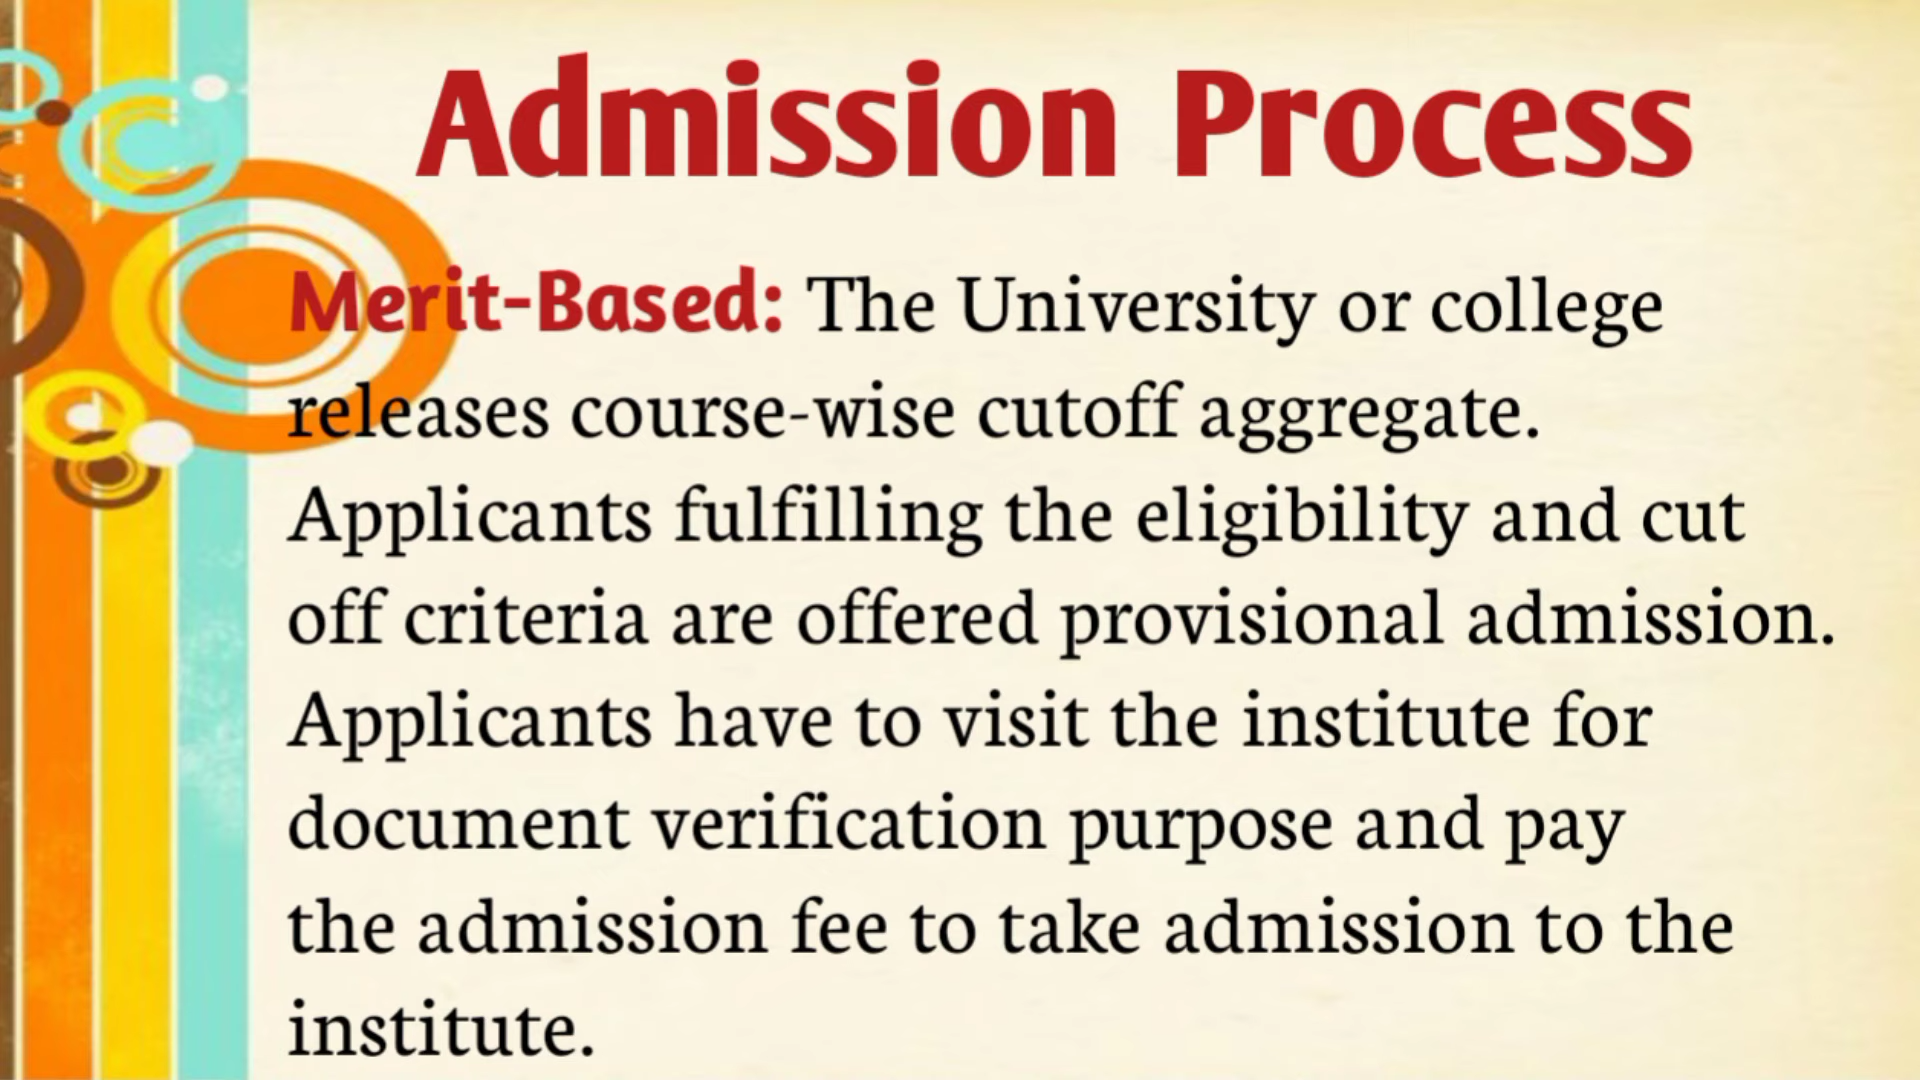 Admission Process
Merit-Based: The University or college
releases course-wise cutoff aggregate.
Applicants fulfilling the eligibility and cut
off criteria are offered provisional admission.
Applicants have to visit the institute for
document verification purpose and pay
the admission fee to take admission to the
institute.